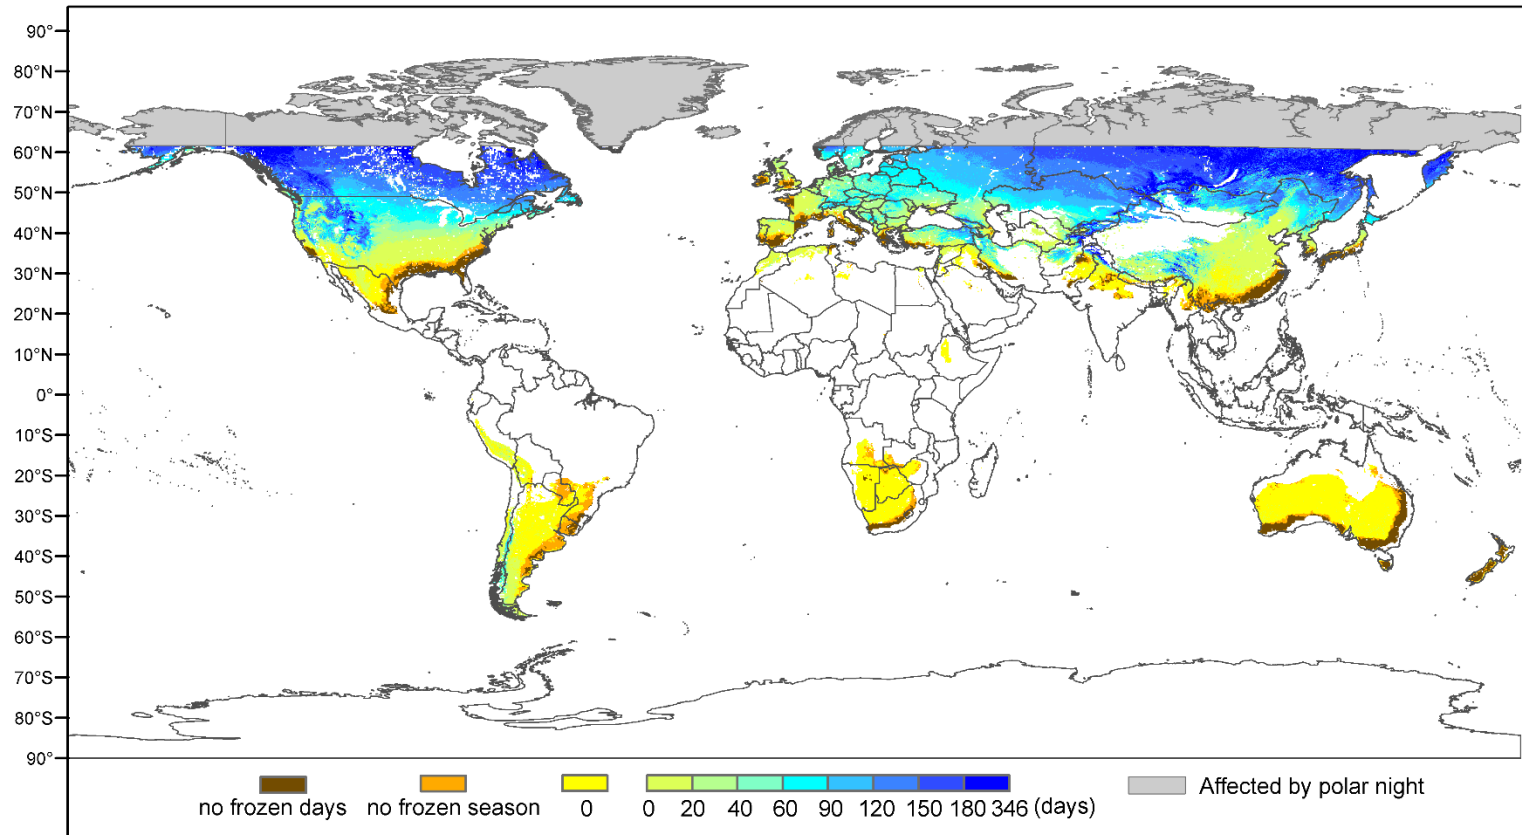 90°
80°N
70°N
60°N
50°N
40°N
30°N
20°N
10°N
0°
10°S
20°S
30°S
40°S
50°S
60°S
70°S
80°S
90°
no frozen days
no frozen season
0
0 20 40 60 90 120 150 180 346 (days)
Affected by polar night